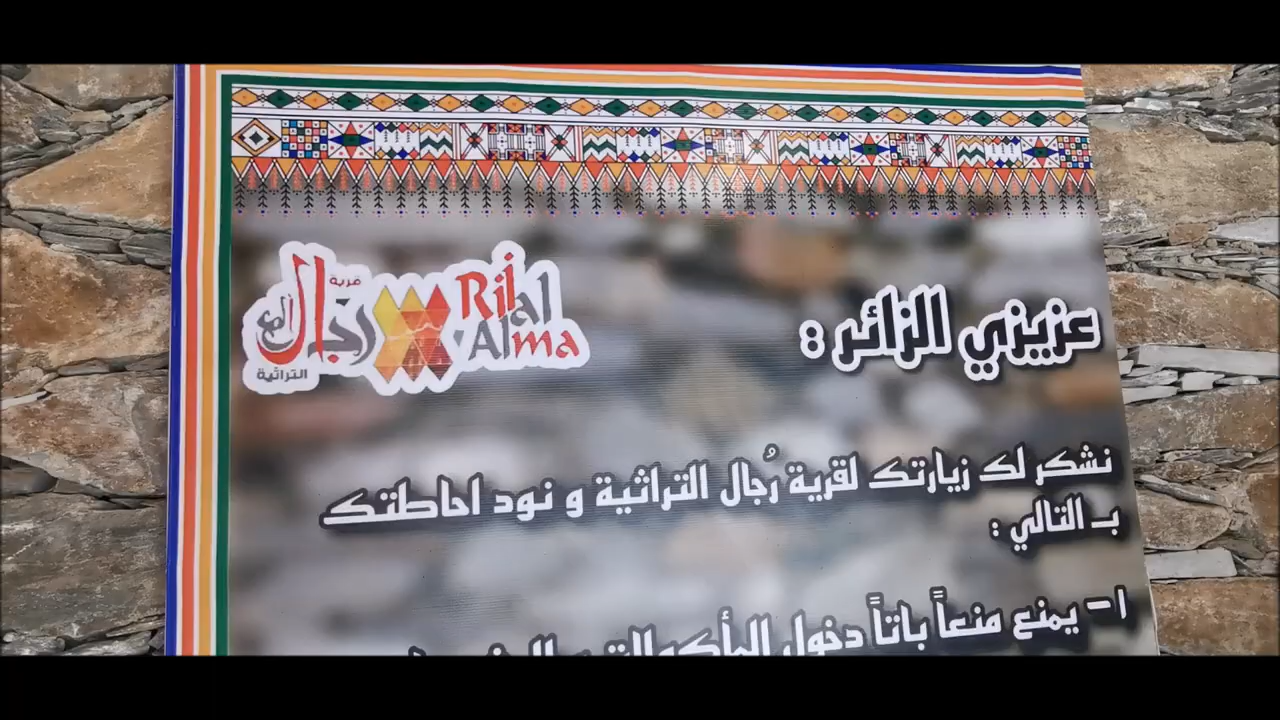 قرية
رجال
التراثية
Rijal
Alma
عزيزي الزائر :
نشكر لك زيارتك لقرية رُجال التراثية و نود احاطتك
بـ التالي :
١- يمنع منعاً باتاً دخول المأكولات